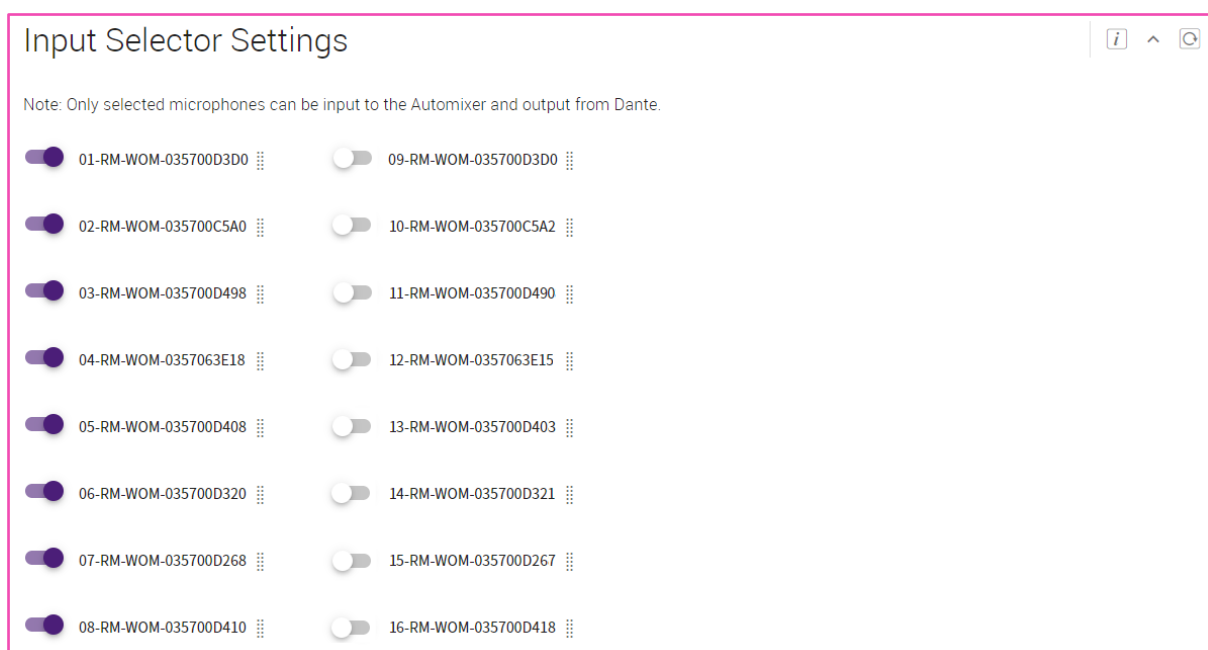 Input Selector Settings
i
Note: Only selected microphones can be input to the Automixer and output from Dante.
01-RM-WOM-035700D3D0
09-RM-WOM-035700D3D0
02-RM-WOM-035700C5A0
10-RM-WOM-035700C5A2
03-RM-WOM-035700D498
11-RM-WOM-035700D490
04-RM-WOM-0357063E18
12-RM-WOM-0357063E15
05-RM-WOM-035700D408
13-RM-WOM-035700D403
06-RM-WOM-035700D320
14-RM-WOM-035700D321
07-RM-WOM-035700D268
15-RM-WOM-035700D267
08-RM-WOM-035700D410
16-RM-WOM-035700D418